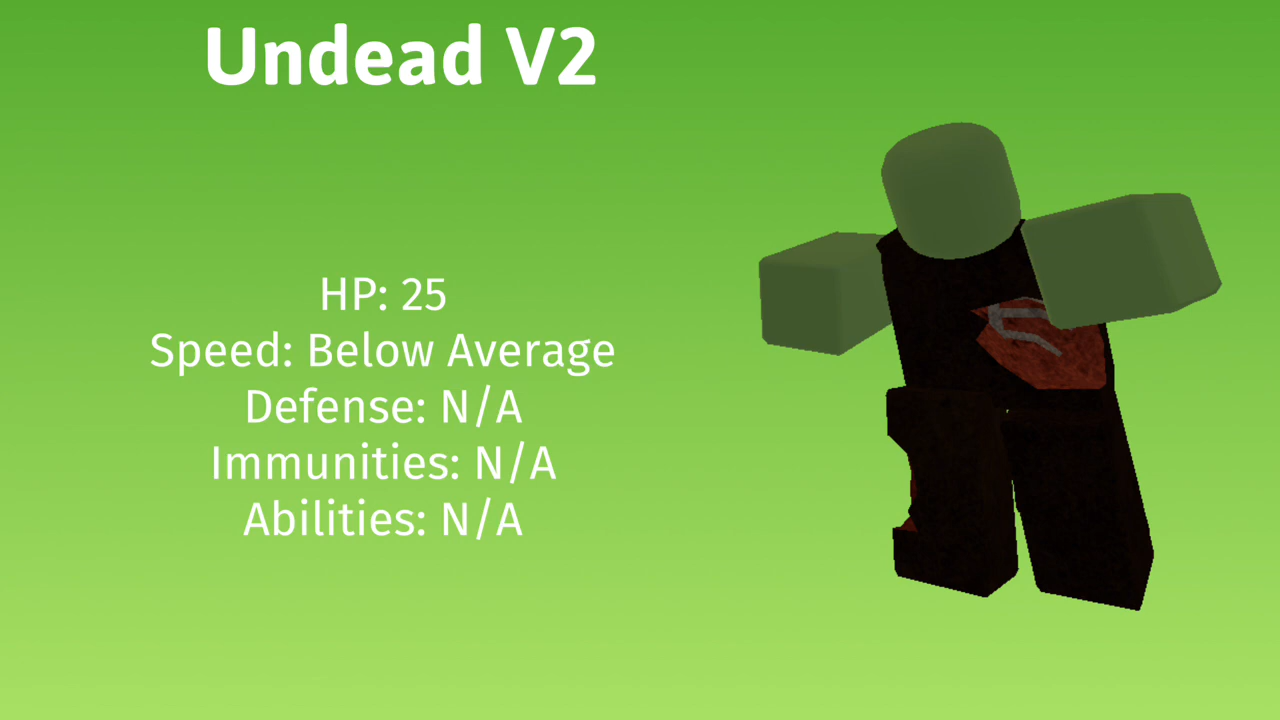 Undead V2
HP: 25
Speed: Below Average
Defense: N/A
Immunities: N/A
Abilities: N/A